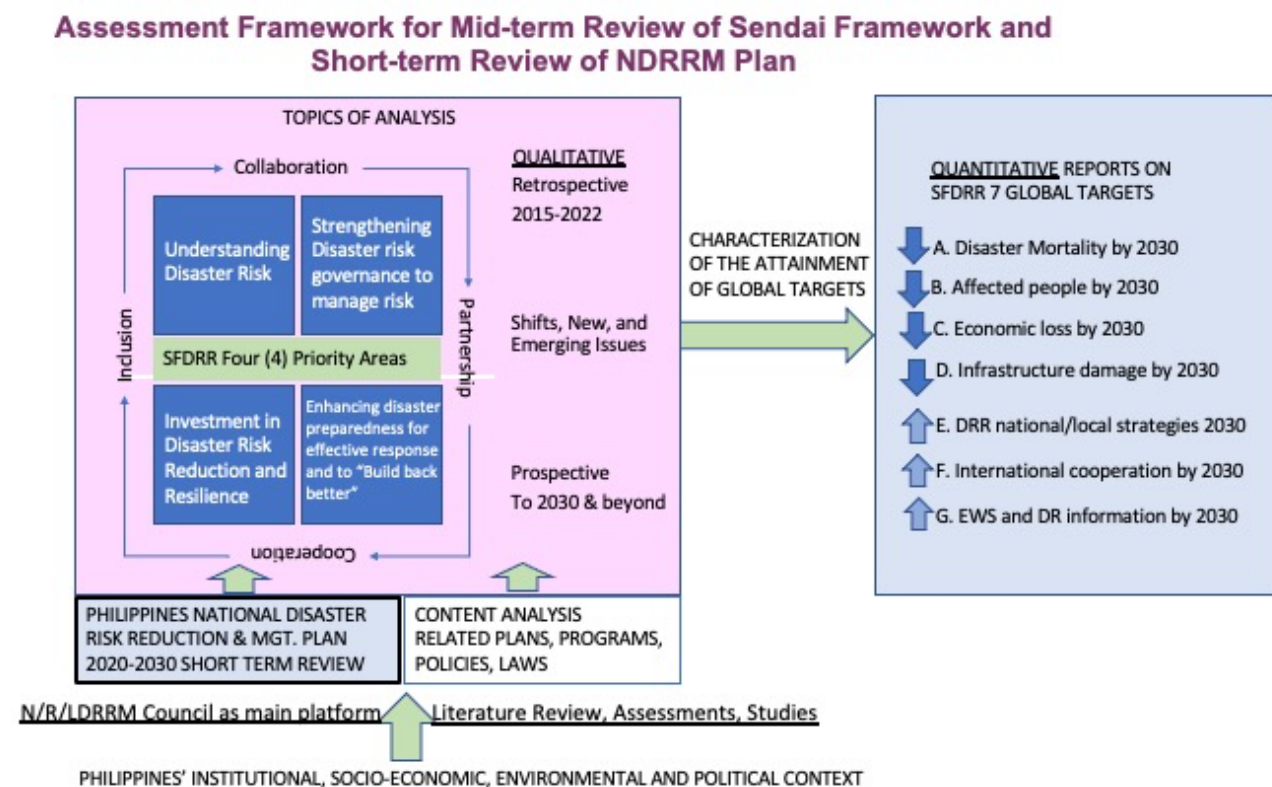 Assessment Framework for Mid-term Review of Sendai Framework and
Short-term Review of NDRRM Plan
TOPICS OF ANALYSIS
Collaboration
Inclusion
Partnership
Cooperation
Understanding
Disaster Risk
Strengthening
Disaster risk
governance to
manage risk
SFDRR Four (4) Priority Areas
Investment in
Disaster Risk
Reduction and
Resilience
Enhancing disaster
preparedness for
effective response
and to “Build back
better”
QUALITATIVE
Retrospective
2015-2022
Shifts, New, and
Emerging Issues
Prospective
To 2030 & beyond
CHARACTERIZATION
OF THE ATTAINMENT
OF GLOBAL TARGETS
QUANTITATIVE REPORTS ON
SFDRR 7 GLOBAL TARGETS
A. Disaster Mortality by 2030
B. Affected people by 2030
C. Economic loss by 2030
D. Infrastructure damage by 2030
E. DRR national/local strategies 2030
F. International cooperation by 2030
G. EWS and DR information by 2030
PHILIPPINES NATIONAL DISASTER
RISK REDUCTION & MGT. PLAN
2020-2030 SHORT TERM REVIEW
CONTENT ANALYSIS
RELATED PLANS, PROGRAMS,
POLICIES, LAWS
N/R/LDRRM Council as main platform
Literature Review, Assessments, Studies
PHILIPPINES’ INSTITUTIONAL, SOCIO-ECONOMIC, ENVIRONMENTAL AND POLITICAL CONTEXT